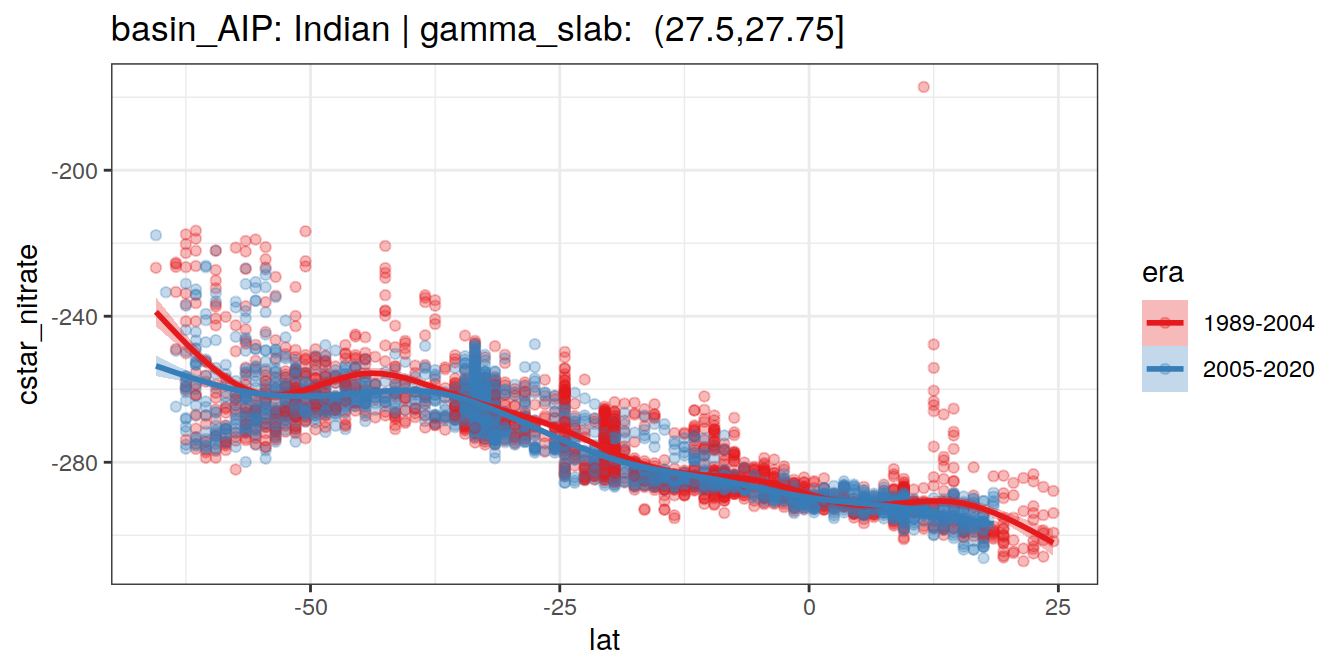 basin_AIP: Indian | gamma_slab:  (27.5,27.75]
cstar_nitrate
-200
-240
-280
-50
-25
0
25
lat
era
1989-2004
2005-2020